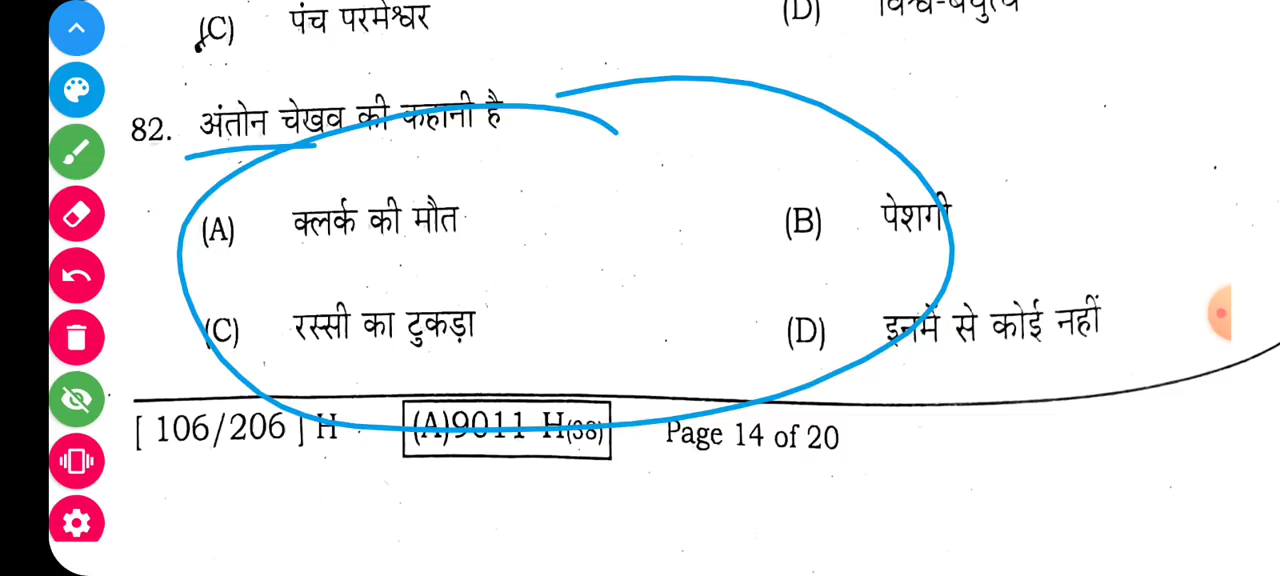 (C) पंच परमेश्वर (D)
82. अंतोन चेखव की कहानी है
(A) क्लर्क की मौत (B) पेशगी
(C) रस्सी का टुकड़ा (D) इनमें से कोई नहीं
[ 106/206 ] H (A)9011-H(38) Page 14 of 20